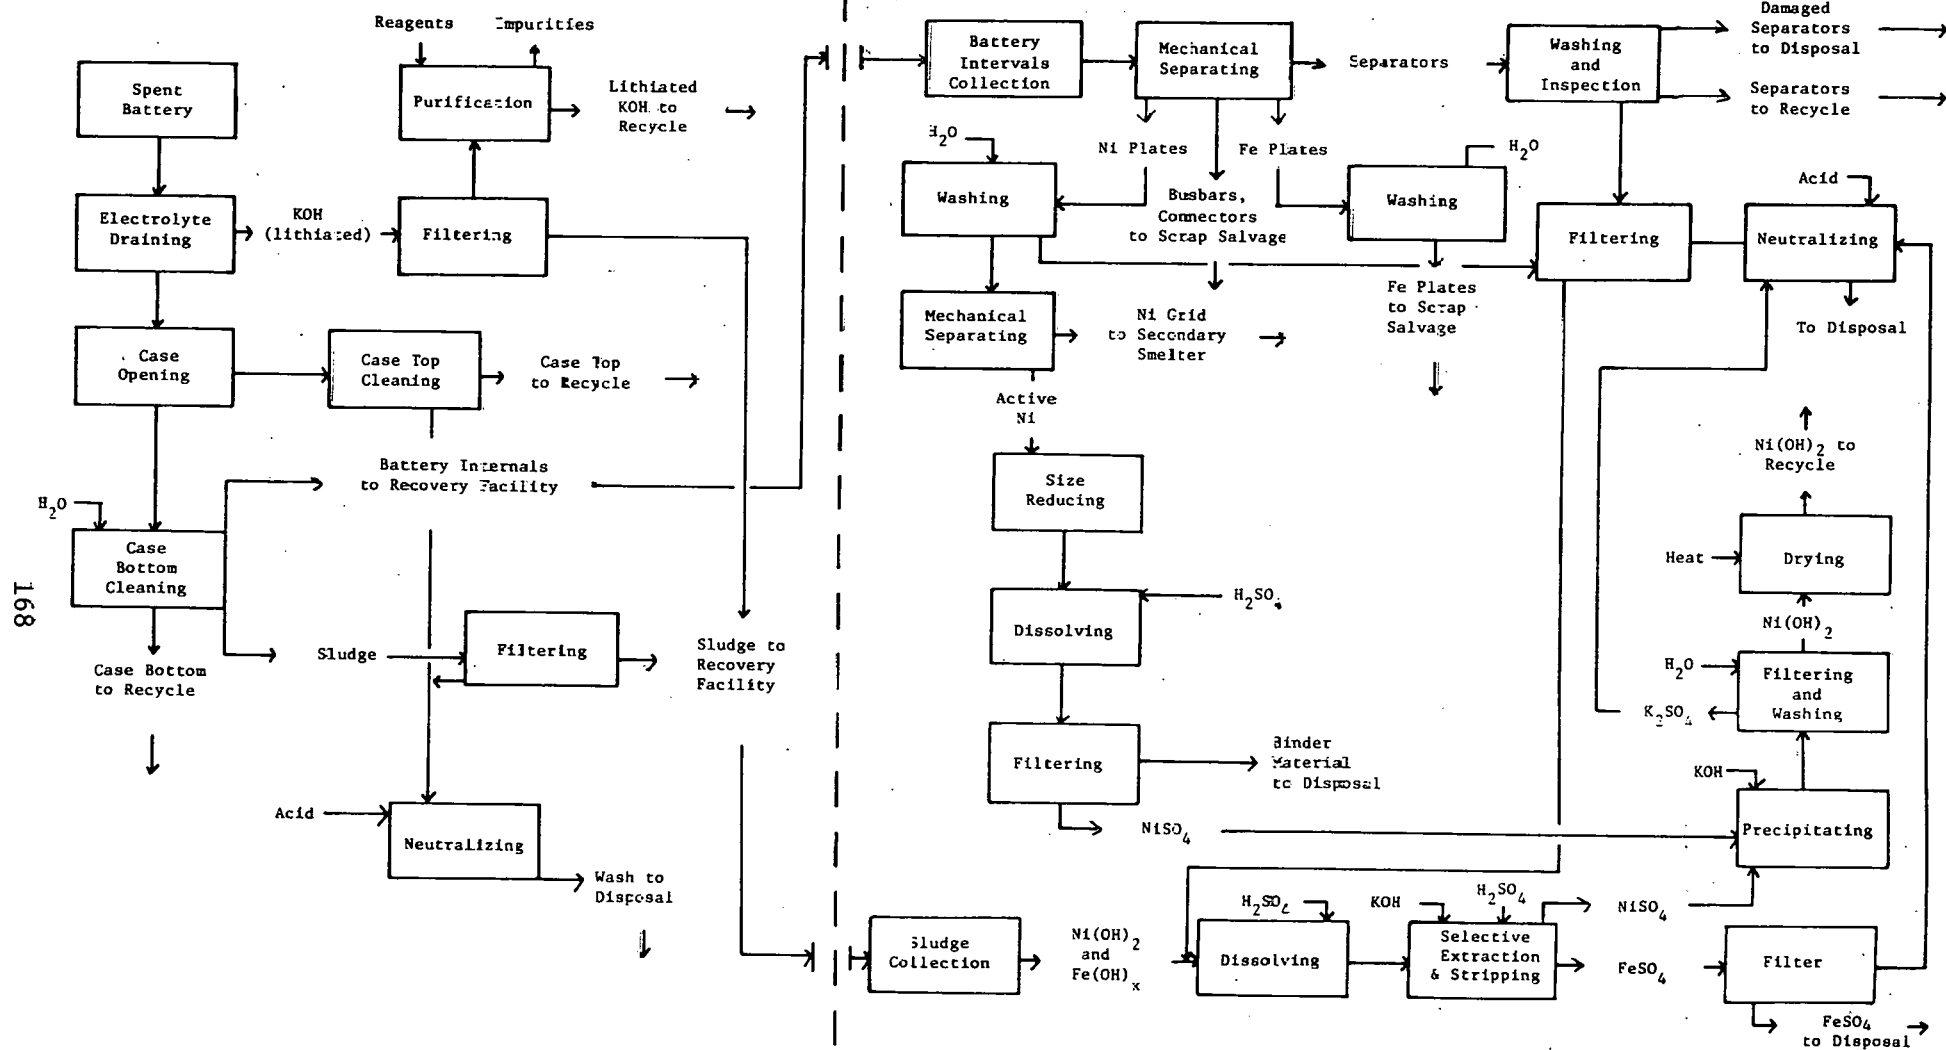 Reagents
Impurities
Spent
Battery
Purification
Lithiated
KOH to
Recycle
Electrolyte
Draining
KOH
(lithiated)
Filtering
Case
Opening
Case Top
Cleaning
Case Top
to Recycle
Battery Internals
to Recovery Facility
H2O
Case
Bottom
Cleaning
Case Bottom
to Recycle
Sludge
Filtering
Sludge to
Recovery
Facility
Acid
Neutralizing
Wash to
Disposal
168
Battery
Intervals
Collection
Mechanical
Separating
Separators
Washing
and
Inspection
Damaged
Separators
to Disposal
Separators
to Recycle
H2O
Ni Plates
Fe Plates
H2O
Washing
Busbars,
Connectors
to Scrap Salvage
Washing
Filtering
Acid
Neutralizing
To Disposal
Mechanical
Separating
Ni Grid
to Secondary
Smelter
Fe Plates
to Scrap
Salvage
Active
Ni
Size
Reducing
Dissolving
H2SO4
Filtering
Binder
Material
to Disposal
NiSO4
Ni(OH)2 to
Recycle
Heat
Drying
Ni(OH)2
H2O
Filtering
and
Washing
K2SO4
KOH
Precipitating
Sludge
Collection
Ni(OH)2
and
Fe(OH)x
H2SO4
Dissolving
KOH
H2SO4
Selective
Extraction
& Stripping
NiSO4
FeSO4
Filter
FeSO4
to Disposal